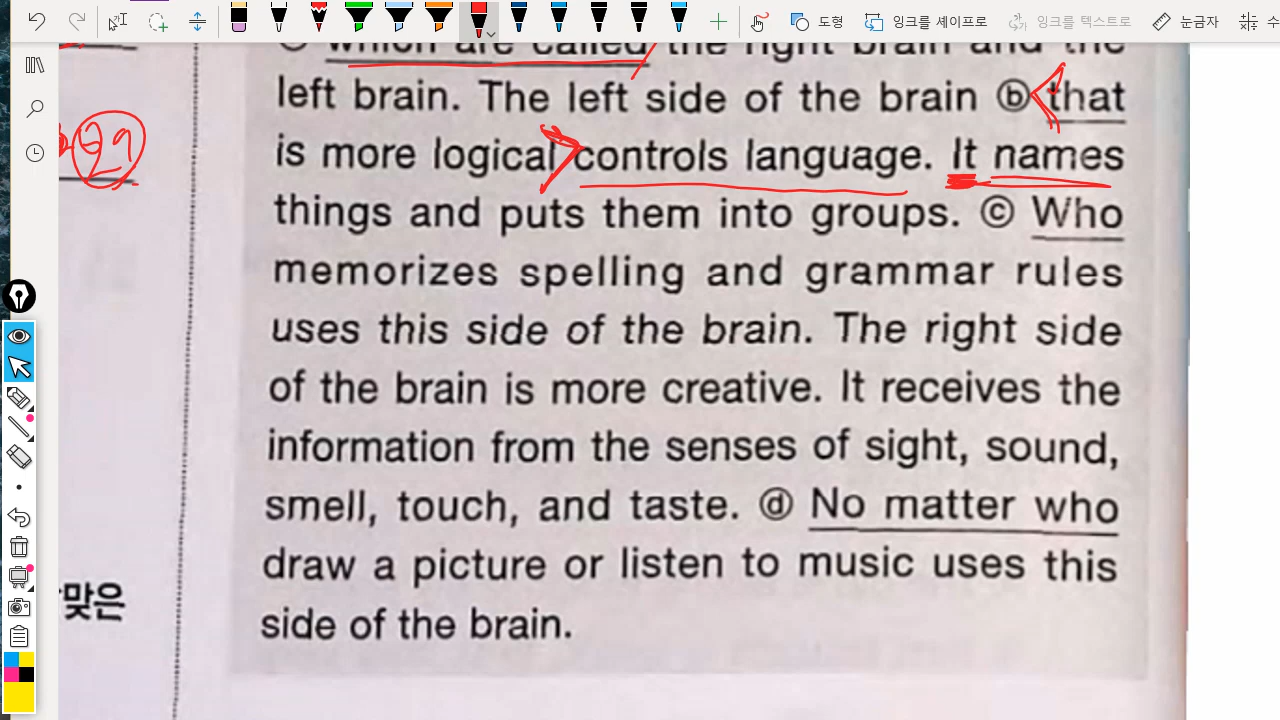 도형
잉크를 셰이프로
잉크를 텍스트로
눈금자
수
ⓐ which are called the right brain and the
left brain. The left side of the brain ⓑ that
is more logical controls language. It names
things and puts them into groups. ⓒ Who
memorizes spelling and grammar rules
uses this side of the brain. The right side
of the brain is more creative. It receives the
information from the senses of sight, sound,
smell, touch, and taste. ⓓ No matter who
draw a picture or listen to music uses this
side of the brain.
맞은